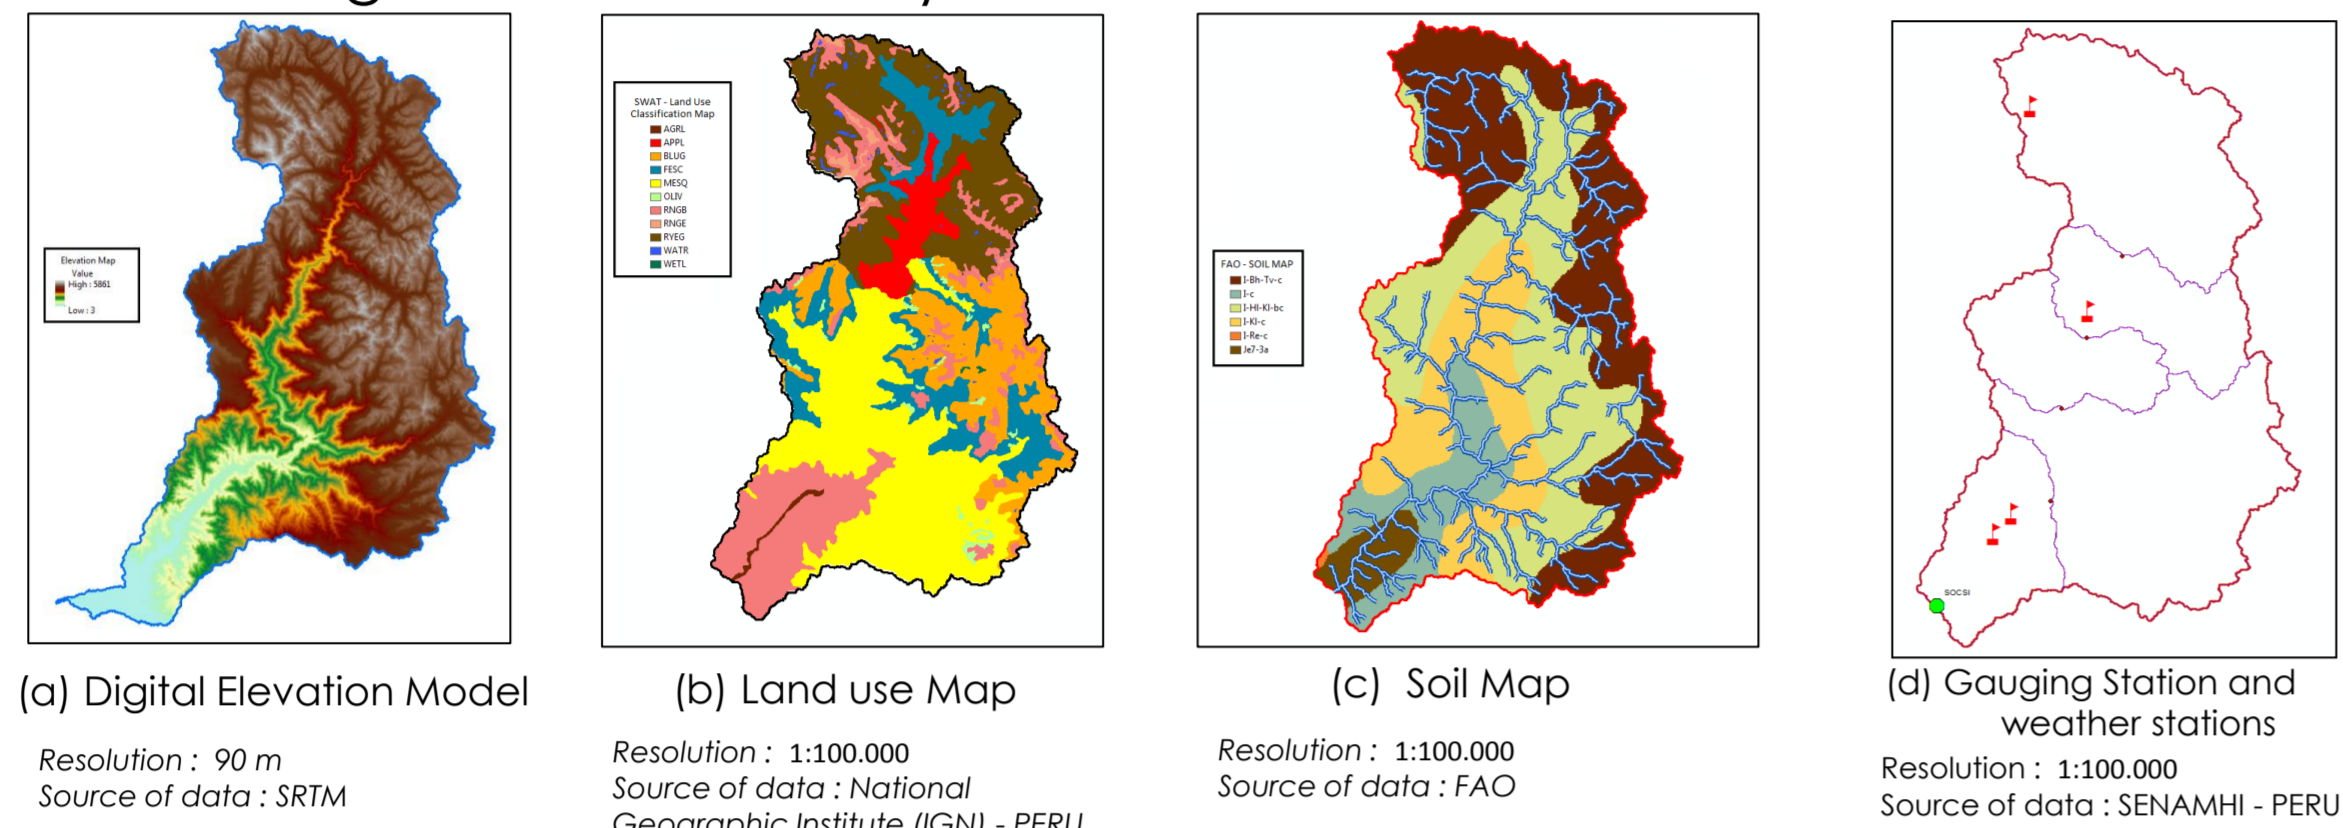 Elevation Map
Value
High : 5861
Low : 3
SWAT - Land Use
Classification Map
AGRL
APPL
BLUG
FESC
MESQ
OLIV
RNGB
RNGE
RYEG
WATR
WETL
FAO - SOIL MAP
I-Bh-Tv-c
I-c
I-Hl-Kl-bc
I-Kl-c
I-Re-c
Je7-3a
SOCSI
(a) Digital Elevation Model
Resolution : 90 m
Source of data : SRTM
(b) Land use Map
Resolution : 1:100.000
Source of data : National
Geographic Institute (IGN) - PERU
(c) Soil Map
Resolution : 1:100.000
Source of data : FAO
(d) Gauging Station and
weather stations
Resolution : 1:100.000
Source of data : SENAMHI - PERU